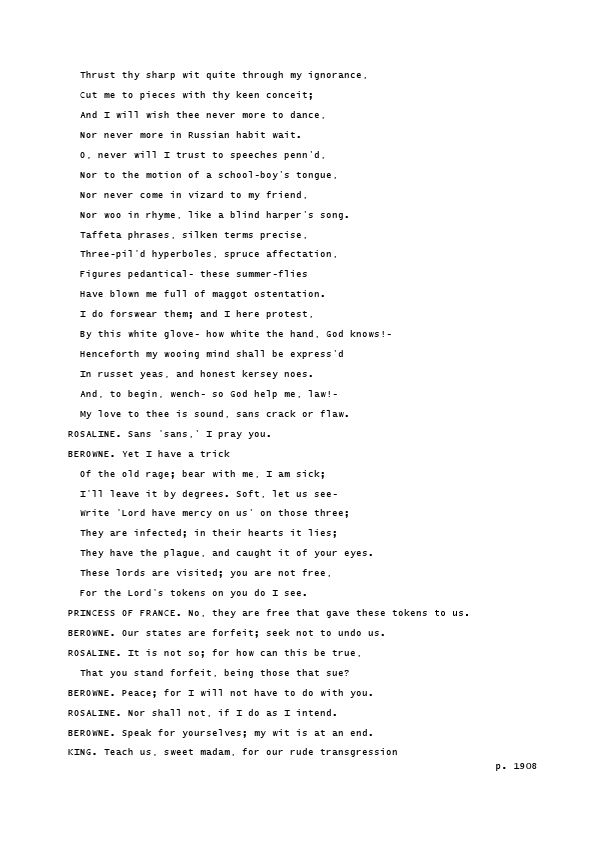 Thrust thy sharp wit quite through my ignorance,
Cut me to pieces with thy keen conceit;
And I will wish thee never more to dance,
Nor never more in Russian habit wait.
O, never will I trust to speeches penn'd,
Nor to the motion of a school-boy's tongue,
Nor never come in vizard to my friend,
Nor woo in rhyme, like a blind harper's song.
Taffeta phrases, silken terms precise,
Three-pil'd hyperboles, spruce affectation,
Figures pedantical- these summer-flies
Have blown me full of maggot ostentation.
I do forswear them; and I here protest,
By this white glove- how white the hand, God knows!-
Henceforth my wooing mind shall be express'd
In russet yeas, and honest kersey noes.
And, to begin, wench- so God help me, law!-
My love to thee is sound, sans crack or flaw.
ROSALINE. Sans 'sans,' I pray you.
BEROWNE. Yet I have a trick
Of the old rage; bear with me, I am sick;
I'll leave it by degrees. Soft, let us see-
Write 'Lord have mercy on us' on those three;
They are infected; in their hearts it lies;
They have the plague, and caught it of your eyes.
These lords are visited; you are not free,
For the Lord's tokens on you do I see.
PRINCESS OF FRANCE. No, they are free that gave these tokens to us.
BEROWNE. Our states are forfeit; seek not to undo us.
ROSALINE. It is not so; for how can this be true,
That you stand forfeit, being those that sue?
BEROWNE. Peace; for I will not have to do with you.
ROSALINE. Nor shall not, if I do as I intend.
BEROWNE. Speak for yourselves; my wit is at an end.
KING. Teach us, sweet madam, for our rude transgression
p. 1908